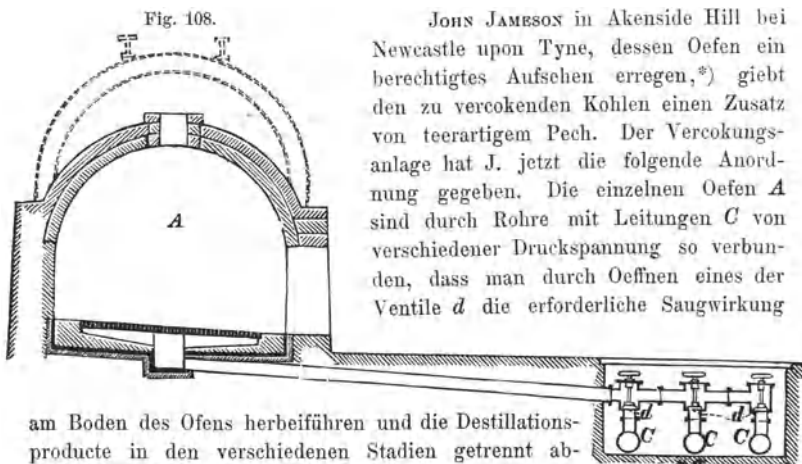 Fig. 108.
JOHN JAMESON in Akenside Hill bei
Newcastle upon Tyne, dessen Oefen ein
berechtigtes Aufsehen erregen,*) giebt
den zu vercokenden Kohlen einen Zusatz
von teerartigem Pech. Der Vercokungs-
anlage hat J. jetzt die folgende Anord-
nung gegeben. Die einzelnen Oefen A
sind durch Rohre mit Leitungen C von
verschiedener Druckspannung so verbun-
den, dass man durch Oeffnen eines der
Ventile d die erforderliche Saugwirkung
A
d d
C C C
am Boden des Ofens herbeiführen und die Destillations-
producte in den verschiedenen Stadien getrennt ab-